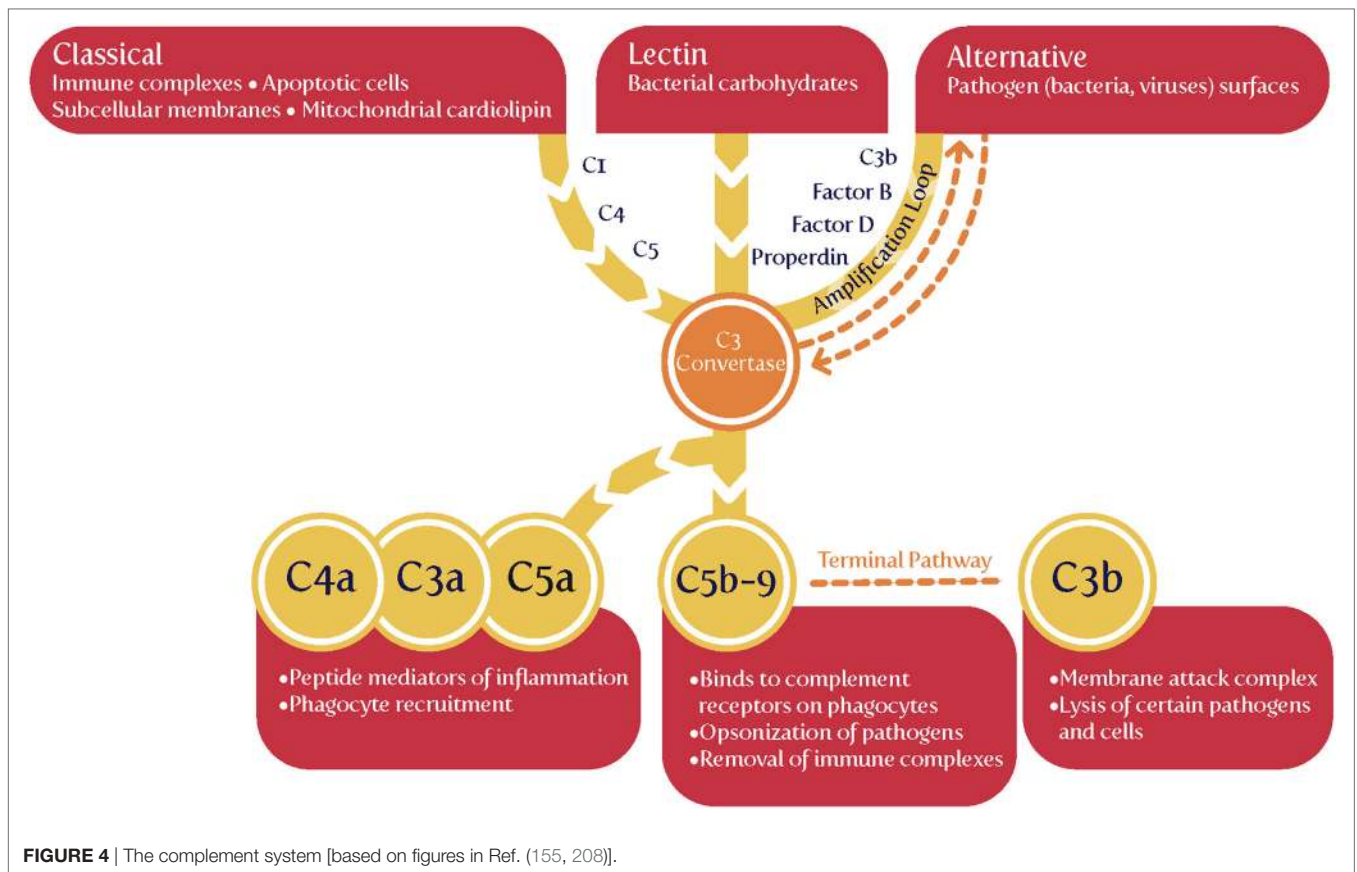 Classical
Immune complexes • Apoptotic cells
Subcellular membranes • Mitochondrial cardiolipin
Lectin
Bacterial carbohydrates
Alternative
Pathogen (bacteria, viruses) surfaces
C1
C4
C5
C3b
Factor B
Factor D
Properdin
Amplification Loop
C3
Convertase
C4a
C3a
C5a
•Peptide mediators of inflammation
•Phagocyte recruitment
C5b-9
•Binds to complement
receptors on phagocytes
•Opsonization of pathogens
•Removal of immune complexes
Terminal Pathway
C3b
•Membrane attack complex
•Lysis of certain pathogens
and cells
FIGURE 4 | The complement system [based on figures in Ref. (155, 208)].